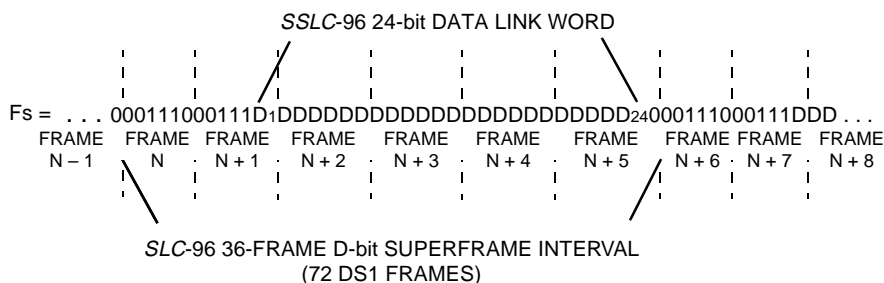 SSLC-96 24-bit DATA LINK WORD
Fs = . . . 000111000111D1DDDDDDDDDDDDDDDDDDDDDDD24000111000111DDD . . .
FRAME FRAME FRAME FRAME FRAME FRAME FRAME FRAME FRAME FRAME
N – 1 N N + 1 N + 2 N + 3 N + 4 N + 5 N + 6 N + 7 N + 8
SLC-96 36-FRAME D-bit SUPERFRAME INTERVAL
(72 DS1 FRAMES)